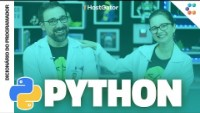 HostGator
DICIONÁRIO DO PROGRAMADOR
PYTHON